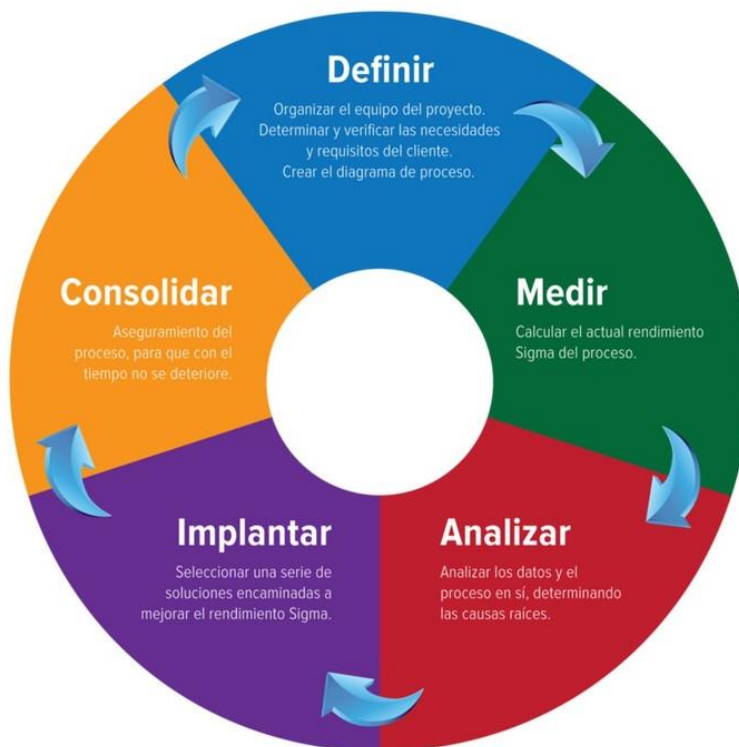 Definir
Organizar el equipo del proyecto.
Determinar y verificar las necesidades
y requisitos del cliente.
Crear el diagrama de proceso.
Medir
Calcular el actual rendimiento
Sigma del proceso.
Analizar
Analizar los datos y el
proceso en sí, determinando
las causas raíces.
Implantar
Seleccionar una serie de
soluciones encaminadas a
mejorar el rendimiento Sigma.
Consolidar
Aseguramiento del
proceso, para que con el
tiempo no se deteriore.